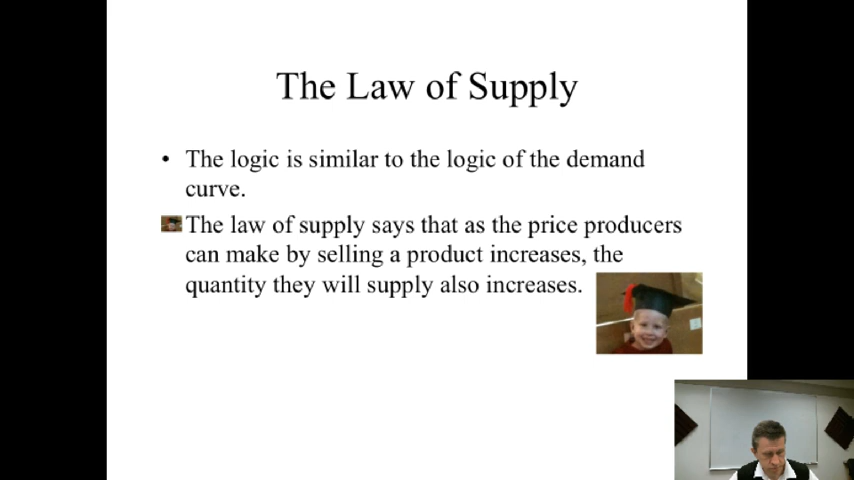 The Law of Supply
• The logic is similar to the logic of the demand
curve.
The law of supply says that as the price producers
can make by selling a product increases, the
quantity they will supply also increases.